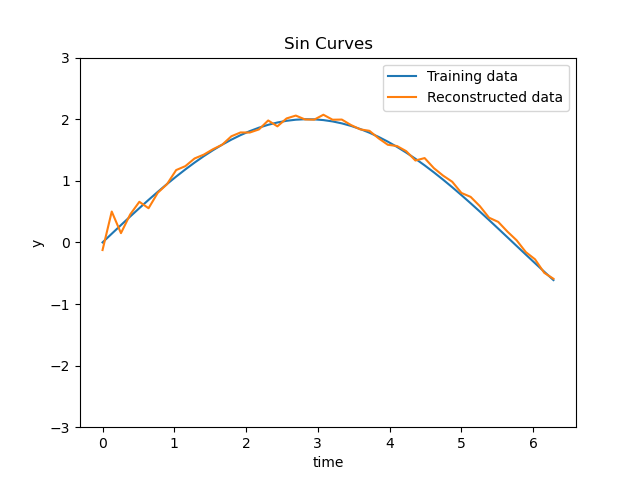 Sin Curves
Training data
Reconstructed data
3
2
1
0
−1
−2
−3
y
0 1 2 3 4 5 6
time